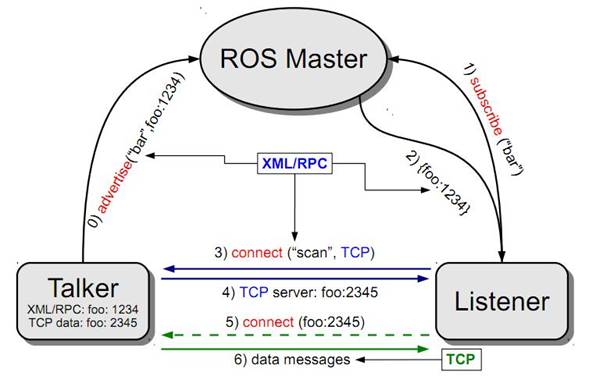 ROS Master
0) advertise("bar",foo:1234)
1) subscribe ("bar")
2) {foo:1234}
XML/RPC
3) connect ("scan", TCP)
4) TCP server: foo:2345
5) connect (foo:2345)
6) data messages
TCP
Talker
XML/RPC: foo: 1234
TCP data: foo: 2345
Listener